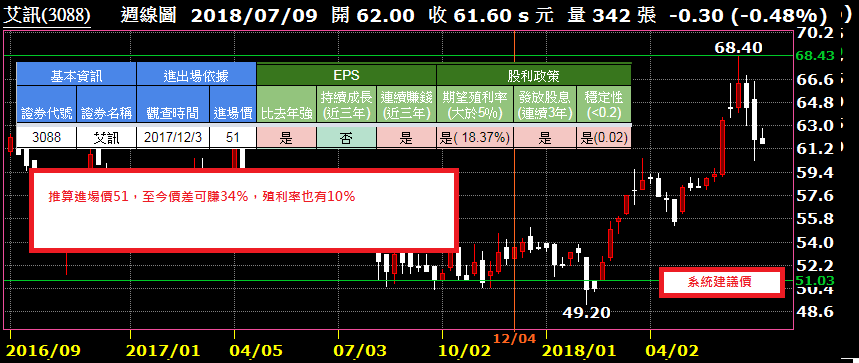 艾訊(3088) 週線圖 2018/07/09 開 62.00 收 61.60 s 元 量 342 張 -0.30 (-0.48%) )
70.2
68.40
68.43
66.6
64.8
63.0
61.2
59.4
57.6
55.8
54.0
52.2
51.03
50.4
48.6
基本資訊 進出場依據 EPS 股利政策
證券代號 證券名稱 觀查時間 進場價 比去年強 持續成長 (近三年) 連續賺錢 (近三年) 期望殖利率 (大於5%) 發放股息 (連續3年) 穩定性 (<0.2)
3088 艾訊 2017/12/3 51 是 否 是 是( 18.37%) 是 是(0.02)
推算進場價51，至今價差可賺34%，殖利率也有10%
系統建議價
49.20
12/04
2016/09 2017/01 04/05 07/03 10/02 2018/01 04/02